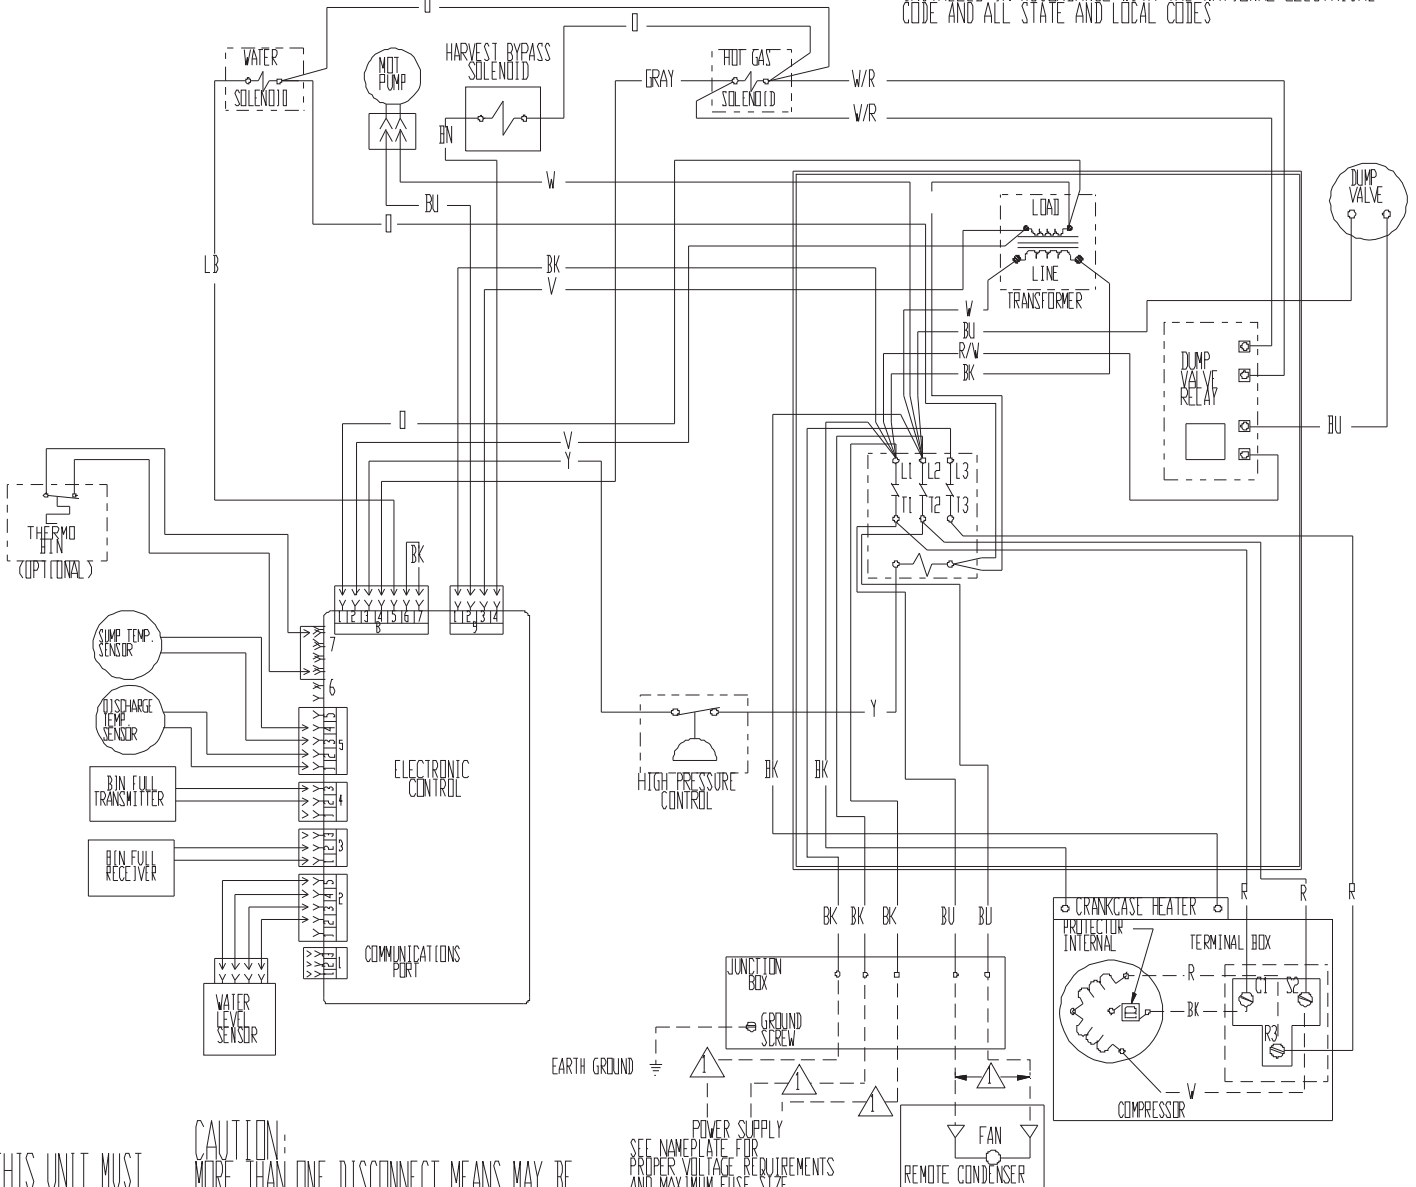 CODE AND ALL STATE AND LOCAL CODES
WATER
SOLENOID
MOT
PUMP
HARVEST BYPASS
SOLENOID
HOT GAS
SOLENOID
GRAY
W/R
W/R
BN
W
BU
LB
BK
V
LOAD
LINE
TRANSFORMER
DUMP
VALVE
W
BU
R/W
BK
DUMP
VALVE
RELAY
BU
V
Y
L1 L2 L3
T1 T2 T3
THERMO
BIN
(OPTIONAL)
BK
1 2 3 4 5 6 7
8
1 2 3 4
9
7
6
SUMP TEMP.
SENSOR
DISCHARGE
TEMP.
SENSOR
5 4 3 2 1
5
BIN FULL
TRANSMITTER
3 2 1
4
BIN FULL
RECEIVER
3 2 1
3
5 4 3 2 1
2
3 2 1
1
ELECTRONIC
CONTROL
COMMUNICATIONS
PORT
WATER
LEVEL
SENSOR
Y
HIGH PRESSURE
CONTROL
BK
BK
BK BK BK BU BU
R R R
CRANKCASE HEATER
PROTECTOR
INTERNAL
TERMINAL BOX
R
BK
W
C1 S2
R3
COMPRESSOR
JUNCTION
BOX
GROUND
SCREW
EARTH GROUND
1
1
1
1
POWER SUPPLY
SEE NAMEPLATE FOR
PROPER VOLTAGE REQUIREMENTS
AND MAXIMUM FUSE SIZE
FAN
REMOTE CONDENSER
THIS UNIT MUST
CAUTION:
MORE THAN ONE DISCONNECT MEANS MAY BE